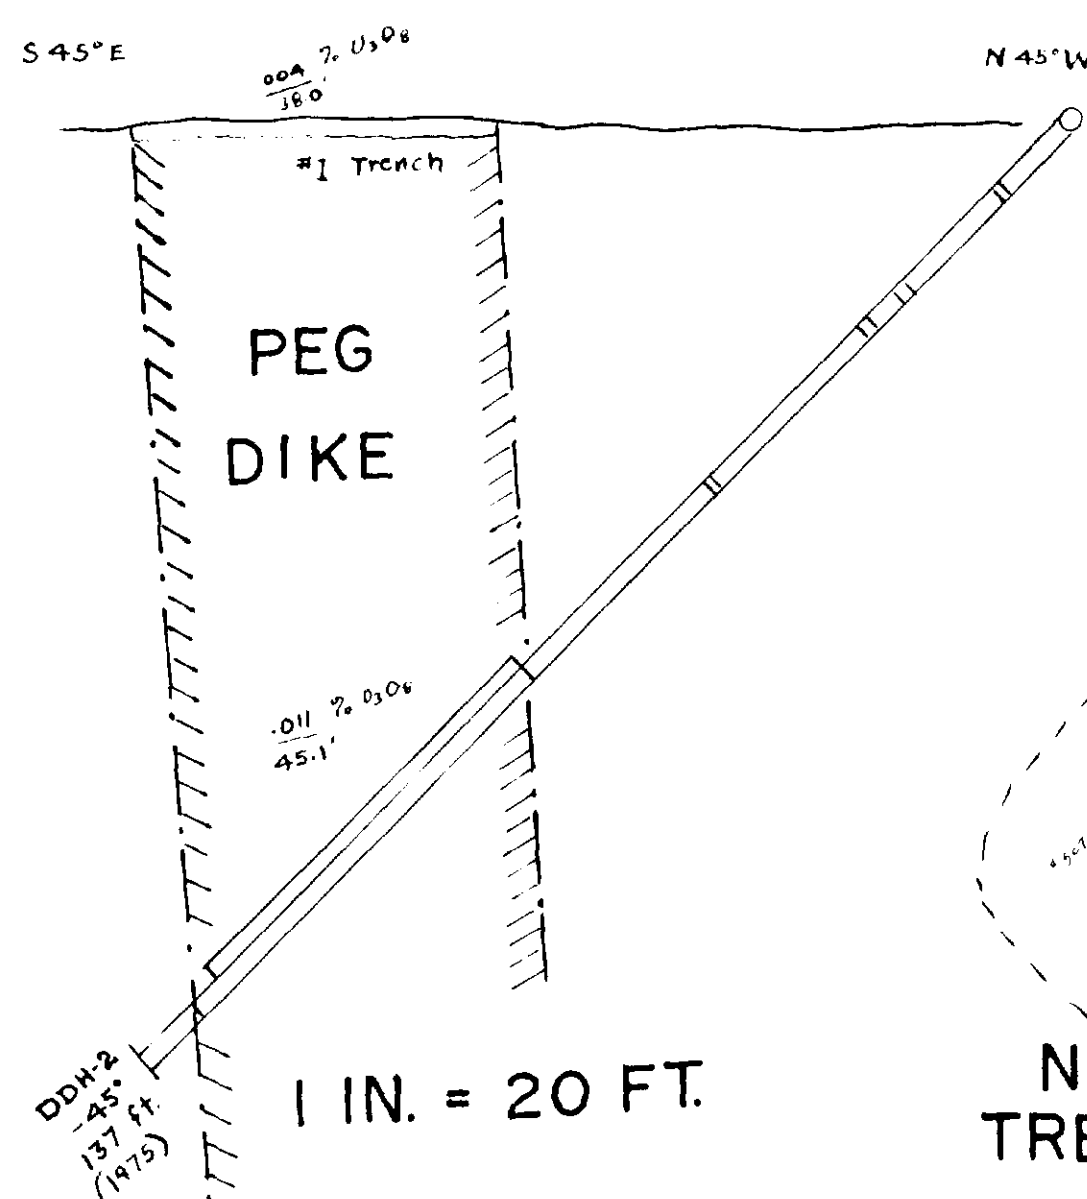 S 45° E
.004 % U3O8
38.0'
N 45° W
#1 Trench
PEG
DIKE
.011 % U3O8
45.1'
DDH-2
-45°
137 ft.
(1975)
1 IN. = 20 FT.
N
TRE